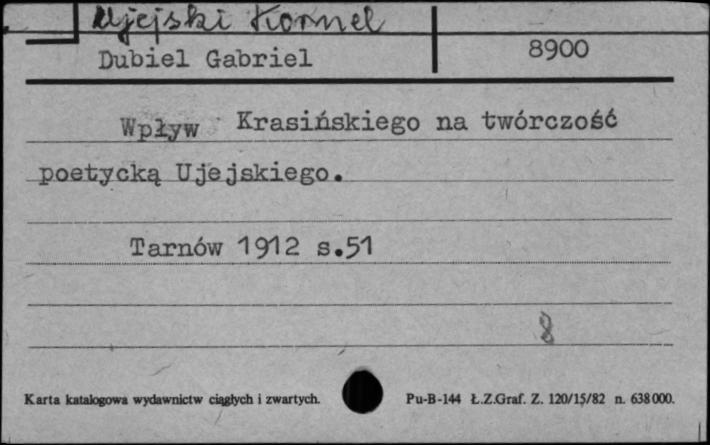 Ujejski Kornel
Dubiel Gabriel 8900
Wpływ Krasińskiego na twórczość
poetycką Ujejskiego.
Tarnów 1912 s.51
8
Karta katalogowa wydawnictw ciągłych i zwartych. Pu-B-144 Ł.Z.Graf. Z. 120/15/82 n. 638000.